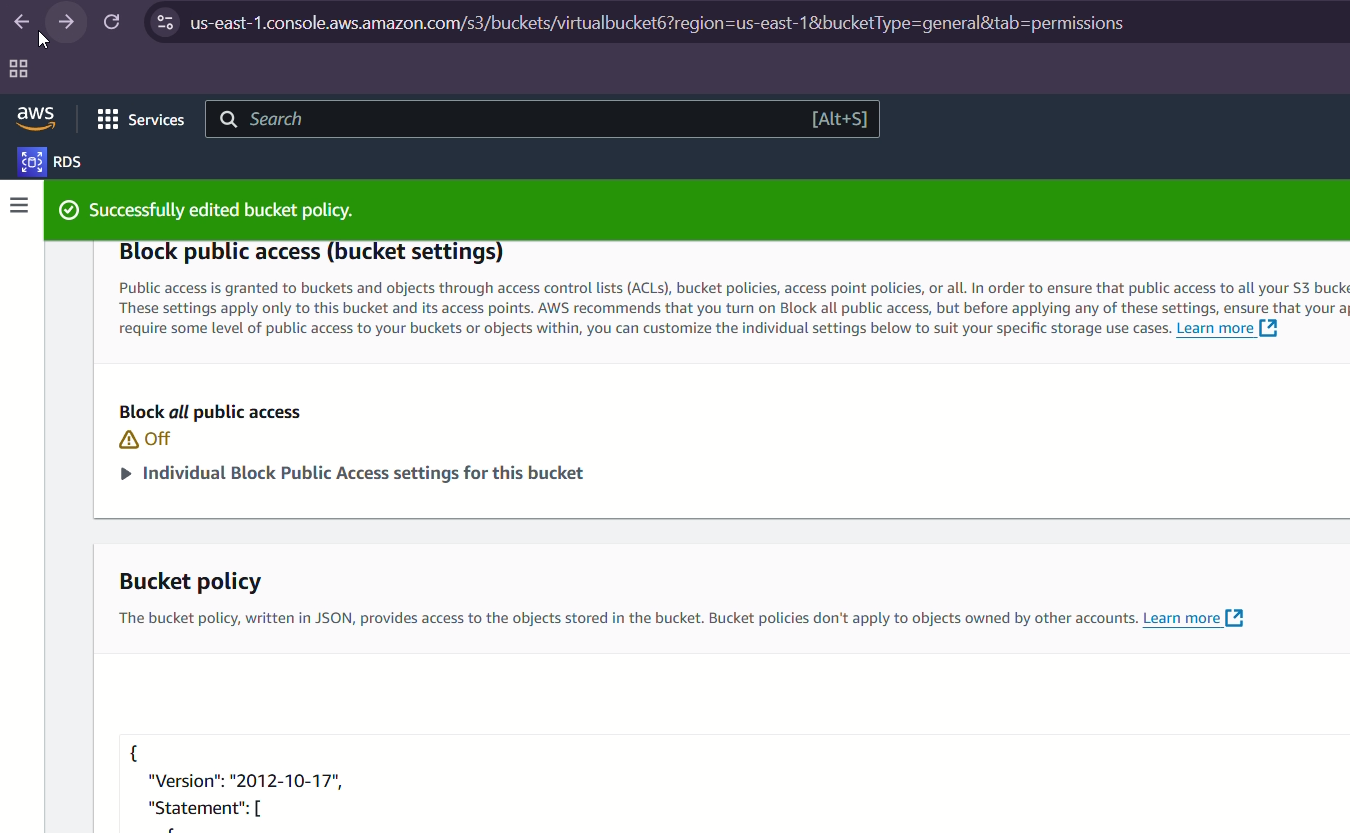 us-east-1.console.aws.amazon.com/s3/buckets/virtualbucket6?region=us-east-1&bucketType=general&tab=permissions
aws
Services
Search
[Alt+S]
RDS
Successfully edited bucket policy.
Block public access (bucket settings)
Public access is granted to buckets and objects through access control lists (ACLs), bucket policies, access point policies, or all. In order to ensure that public access to all your S3 bucke
These settings apply only to this bucket and its access points. AWS recommends that you turn on Block all public access, but before applying any of these settings, ensure that your ap
require some level of public access to your buckets or objects within, you can customize the individual settings below to suit your specific storage use cases. Learn more
Block all public access
Off
Individual Block Public Access settings for this bucket
Bucket policy
The bucket policy, written in JSON, provides access to the objects stored in the bucket. Bucket policies don't apply to objects owned by other accounts. Learn more
{
"Version": "2012-10-17",
"Statement": [
{